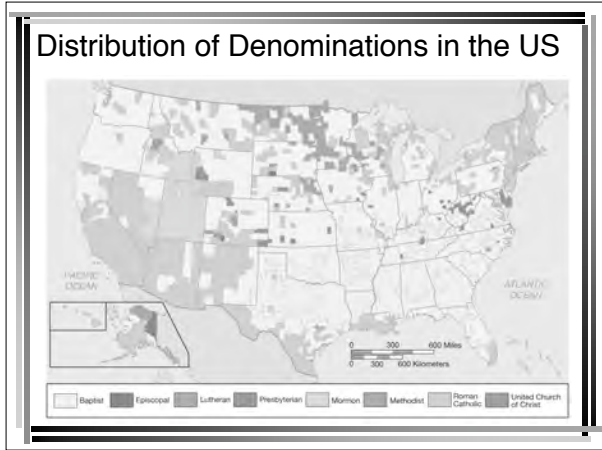 Distribution of Denominations in the US
PACIFIC
OCEAN
ATLANTIC
OCEAN
0 300 600 Miles
0 300 600 Kilometers
Baptist
Episcopal
Lutheran
Presbyterian
Mormon
Methodist
Roman
Catholic
United Church
of Christ